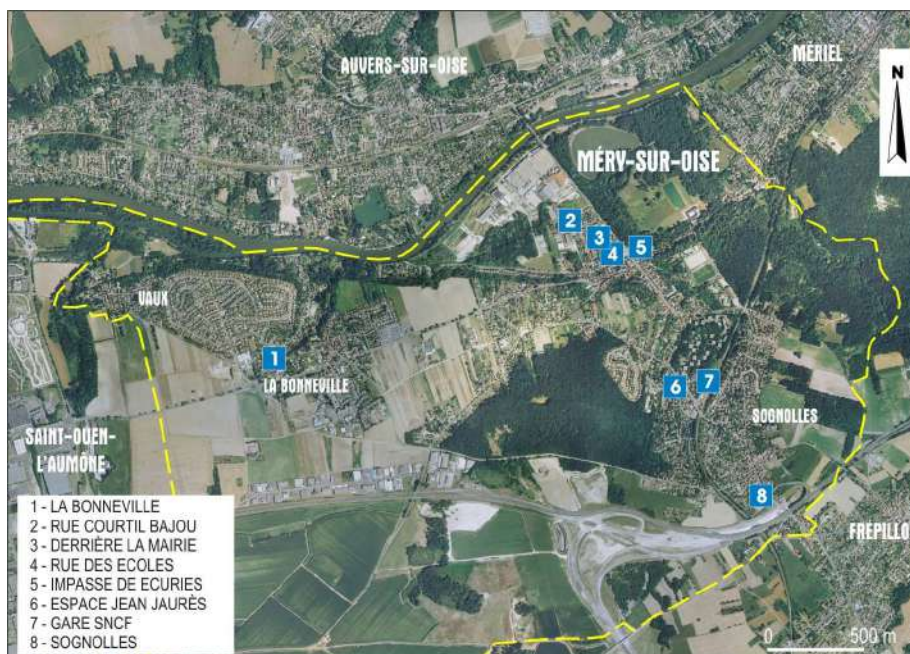 AUVERS-SUR-OISE
MÉRIEL
N
MÉRY-SUR-OISE
2
3
4
5
VAUX
1
LA BONNEVILLE
6
7
SOGNOLLES
SAINT-OUEN-
L'AUMÔNE
8
FRÉPILLO
1 - LA BONNEVILLE
2 - RUE COURTIL BAJOU
3 - DERRIÈRE LA MAIRIE
4 - RUE DES ECOLES
5 - IMPASSE DE ECURIES
6 - ESPACE JEAN JAURÈS
7 - GARE SNCF
8 - SOGNOLLES
0 500 m